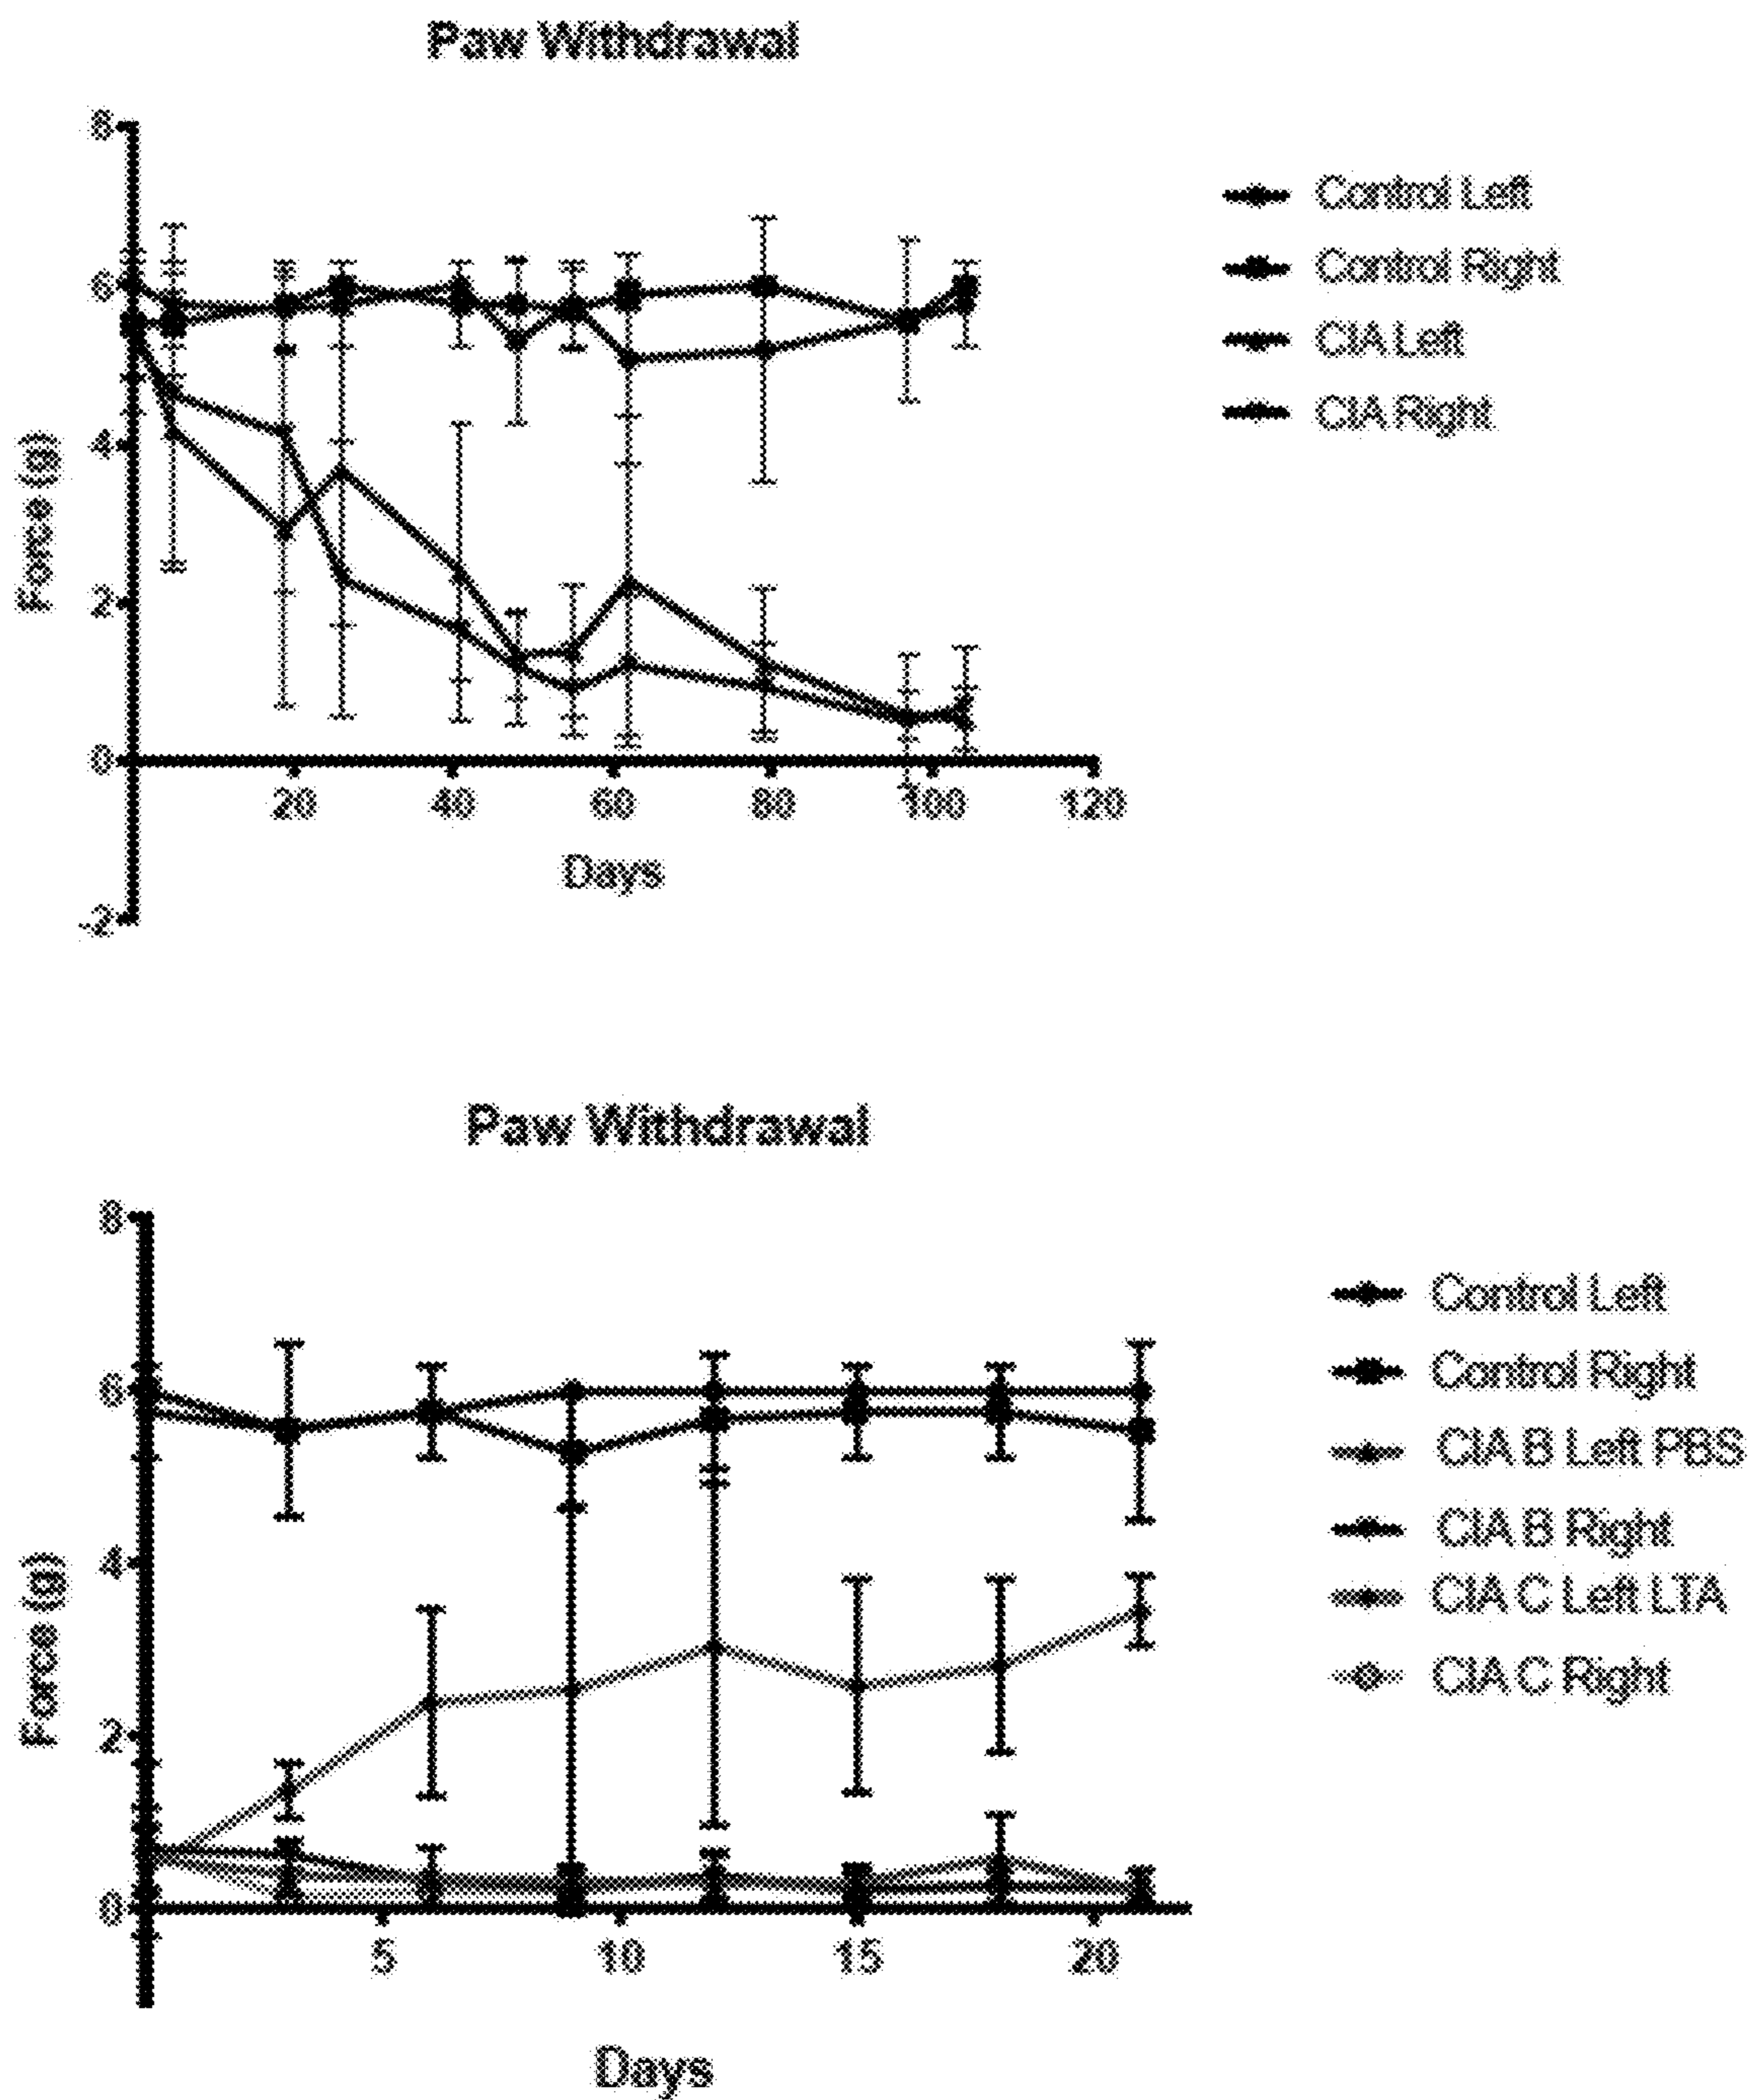 Paw Withdrawal
8
6
4
2
0
-2
Force (g)
20 40 60 80 100 120
Days
Control Left
Control Right
CIA Left
CIA Right
Paw Withdrawal
8
6
4
2
0
Force (g)
5 10 15 20
Days
Control Left
Control Right
CIA B Left PBS
CIA B Right
CIA C Left LTA
CIA C Right